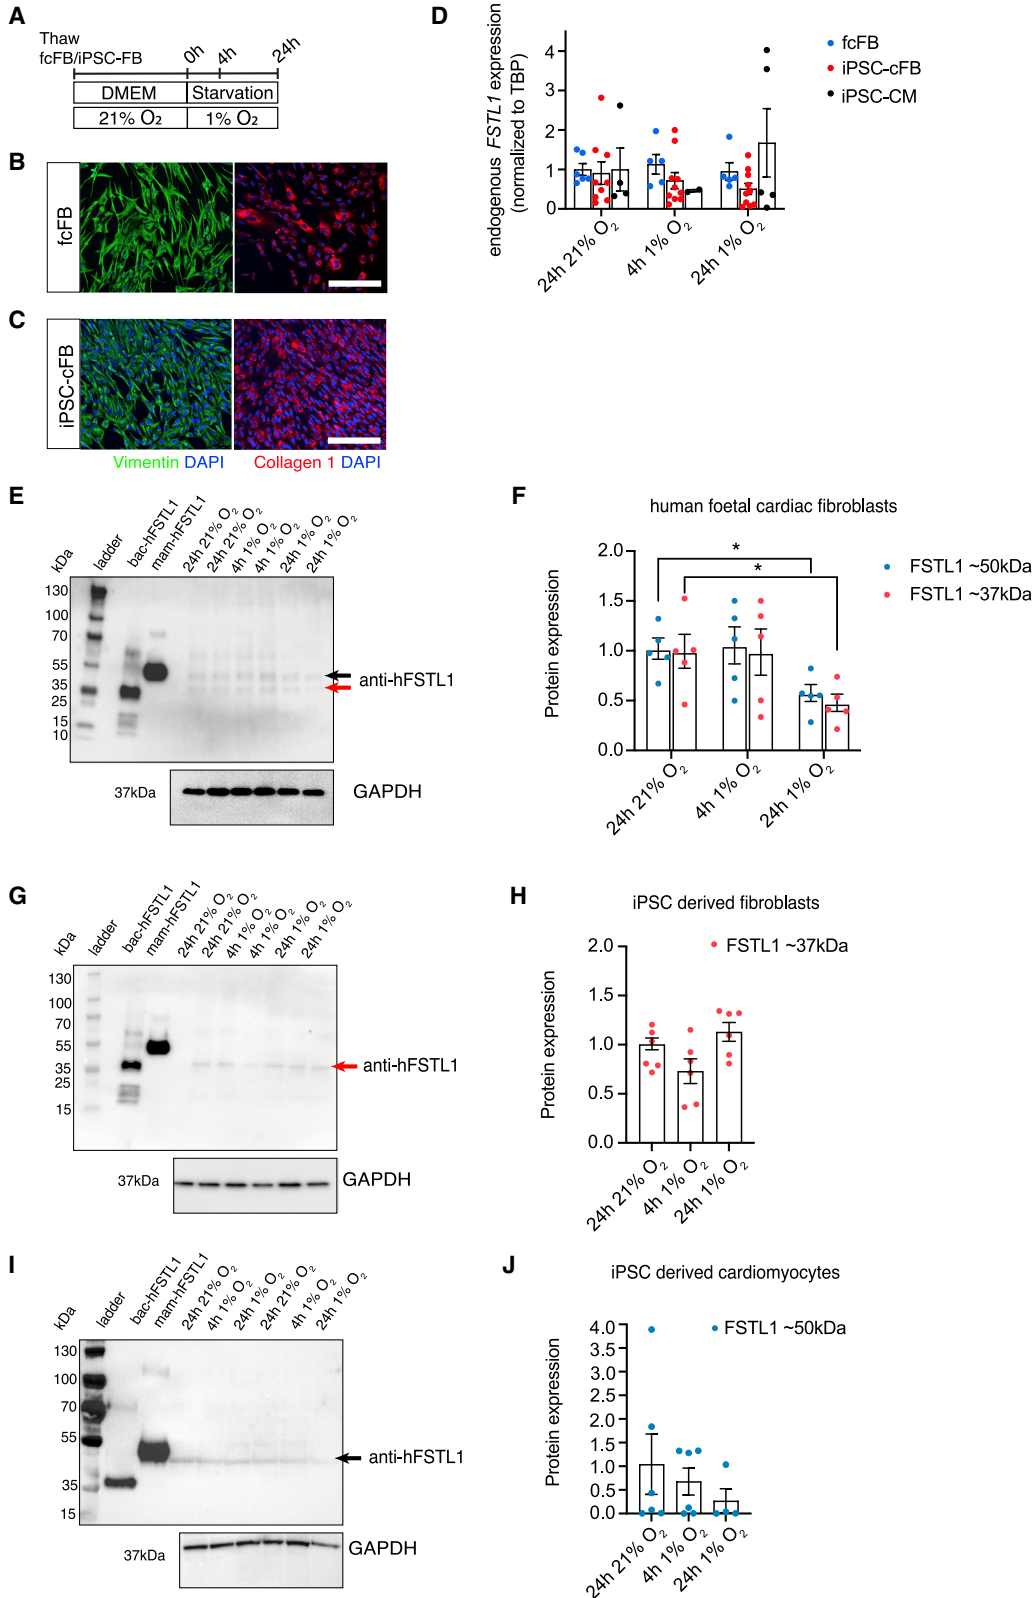 A
Thaw
fcFB/iPSC-FB
0h
4h
24h
DMEM
Starvation
21% O₂
1% O₂
B
fcFB
C
iPSC-cFB
Vimentin DAPI
Collagen 1 DAPI
D
endogenous FSTL1 expression
(normalized to TBP)
4
3
2
1
0
24h 21% O₂
4h 1% O₂
24h 1% O₂
fcFB
iPSC-cFB
iPSC-CM
E
kDa
ladder
bac-hFSTL1
mam-hFSTL1
24h 21% O₂
24h 21% O₂
4h 1% O₂
4h 1% O₂
24h 1% O₂
24h 1% O₂
130
100
70
55
35
25
15
10
anti-hFSTL1
37kDa
GAPDH
F
human foetal cardiac fibroblasts
Protein expression
2.0
1.5
1.0
0.5
0.0
*
*
24h 21% O₂
4h 1% O₂
24h 1% O₂
FSTL1 ~50kDa
FSTL1 ~37kDa
G
kDa
ladder
bac-hFSTL1
mam-hFSTL1
24h 21% O₂
24h 21% O₂
4h 1% O₂
4h 1% O₂
24h 1% O₂
24h 1% O₂
130
100
70
55
35
25
15
anti-hFSTL1
37kDa
GAPDH
H
iPSC derived fibroblasts
FSTL1 ~37kDa
Protein expression
2.0
1.5
1.0
0.5
0.0
24h 21% O₂
4h 1% O₂
24h 1% O₂
I
kDa
ladder
bac-hFSTL1
mam-hFSTL1
24h 21% O₂
4h 1% O₂
24h 1% O₂
24h 21% O₂
4h 1% O₂
24h 1% O₂
130
100
70
55
35
15
anti-hFSTL1
37kDa
GAPDH
J
iPSC derived cardiomyocytes
FSTL1 ~50kDa
Protein expression
4.0
3.5
3.0
2.5
2.0
1.5
1.0
0.5
0.0
24h 21% O₂
4h 1% O₂
24h 1% O₂